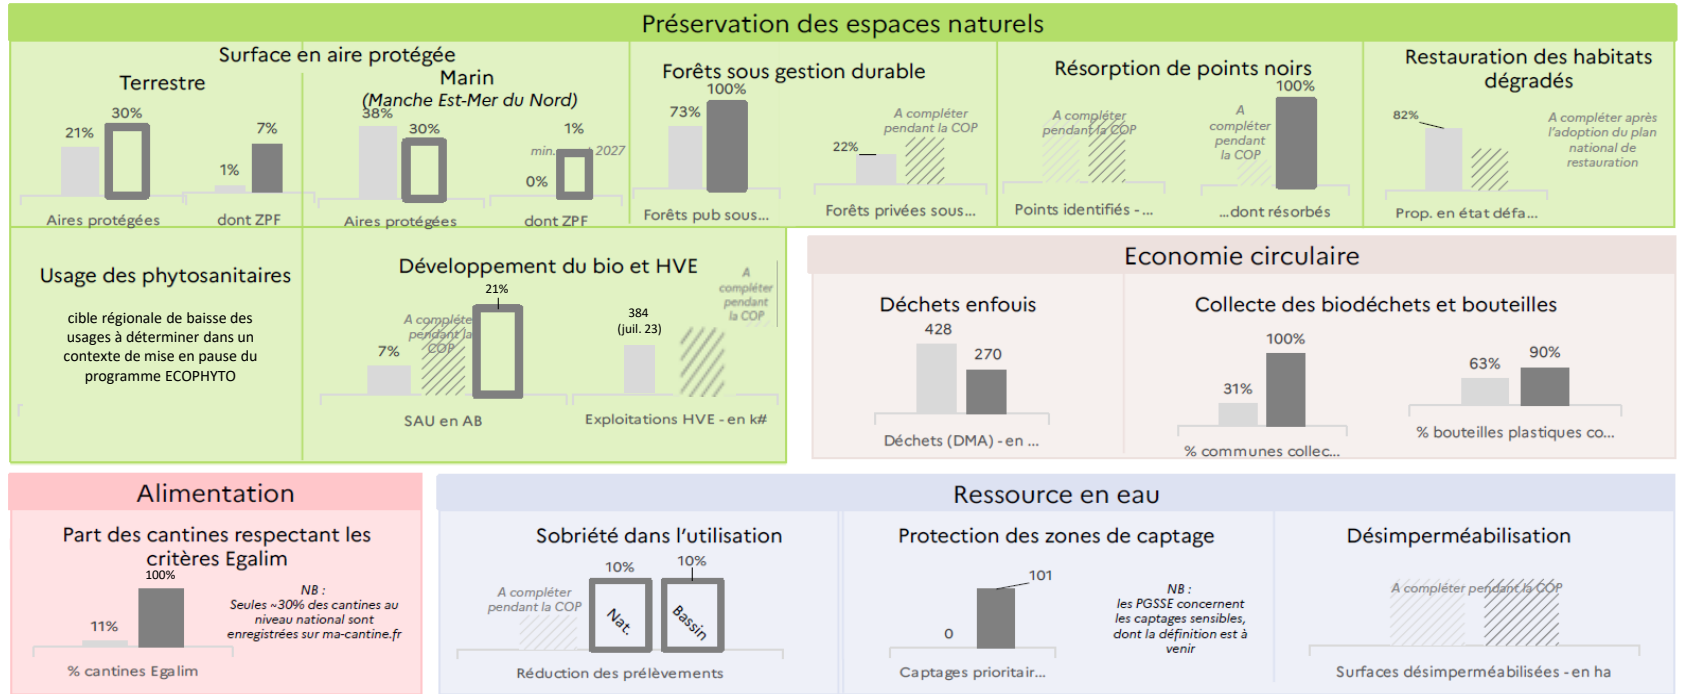 Préservation des espaces naturels
Surface en aire protégée
Terrestre
21%
30%
1%
7%
Aires protégées
dont ZPF
Marin
(Manche Est-Mer du Nord)
38%
30%
1%
min.
2027
0%
Aires protégées
dont ZPF
Forêts sous gestion durable
73%
100%
Forêts pub sous...
22%
A compléter
pendant la COP
Forêts privées sous...
Résorption de points noirs
A compléter
pendant la COP
Points identifiés - ...
A
compléter
pendant
la COP
100%
...dont résorbés
Restauration des habitats
dégradés
82%
A compléter après
l'adoption du plan
national de
restauration
Prop. en état défa...
Usage des phytosanitaires
cible régionale de baisse des
usages à déterminer dans un
contexte de mise en pause du
programme ECOPHYTO
Développement du bio et HVE
7%
A compléter
pendant la
COP
21%
SAU en AB
384
(juil. 23)
A
compléter
pendant
la COP
Exploitations HVE - en k#
Economie circulaire
Déchets enfouis
428
270
Déchets (DMA) - en ...
Collecte des biodéchets et bouteilles
31%
100%
% communes collec...
63%
90%
% bouteilles plastiques co...
Alimentation
Part des cantines respectant les
critères Egalim
11%
100%
% cantines Egalim
NB :
Seules ~30% des cantines au
niveau national sont
enregistrées sur ma-cantine.fr
Ressource en eau
Sobriété dans l'utilisation
A compléter
pendant la COP
10%
Nat.
10%
Bassin
Réduction des prélèvements
Protection des zones de captage
0
101
Captages prioritair...
NB :
les PGSSE concernent
les captages sensibles,
dont la définition est à
venir
Désimperméabilisation
A compléter pendant la COP
Surfaces désimperméabilisées - en ha